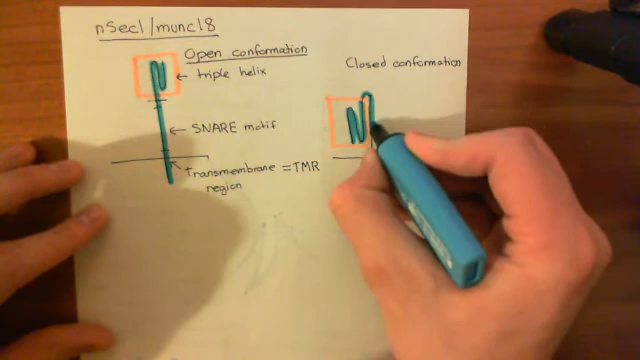 nSec1/munc18
Open conformation
triple helix
Closed conformation
SNARE motif
transmembrane = TMR
region